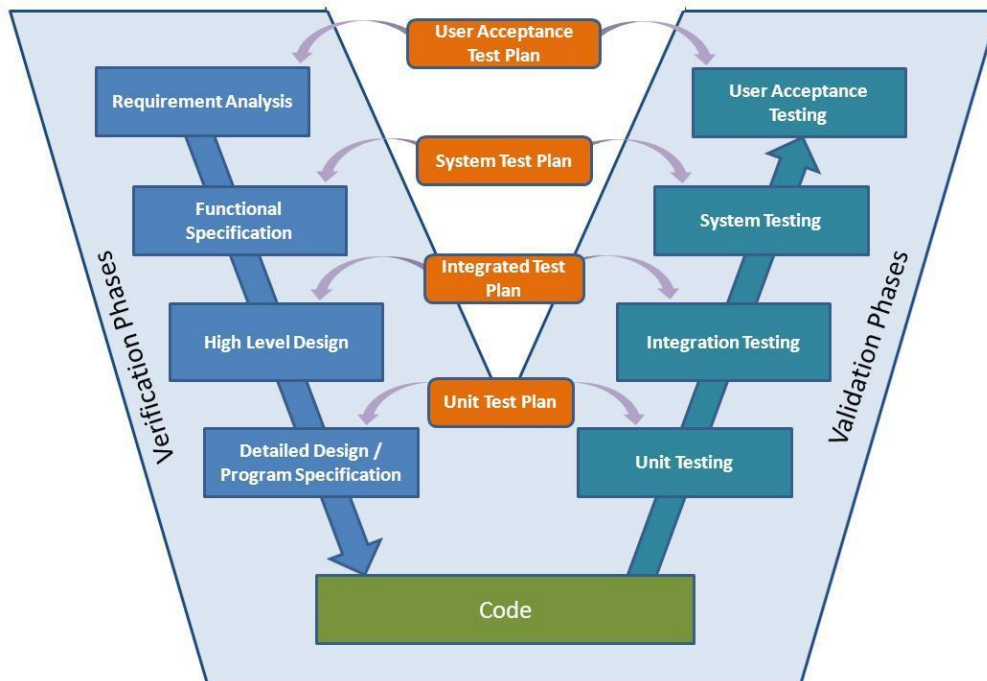 User Acceptance
Test Plan
Requirement Analysis
User Acceptance
Testing
System Test Plan
Functional
Specification
System Testing
Integrated Test
Plan
High Level Design
Integration Testing
Unit Test Plan
Detailed Design /
Program Specification
Unit Testing
Code
Verification Phases
Validation Phases